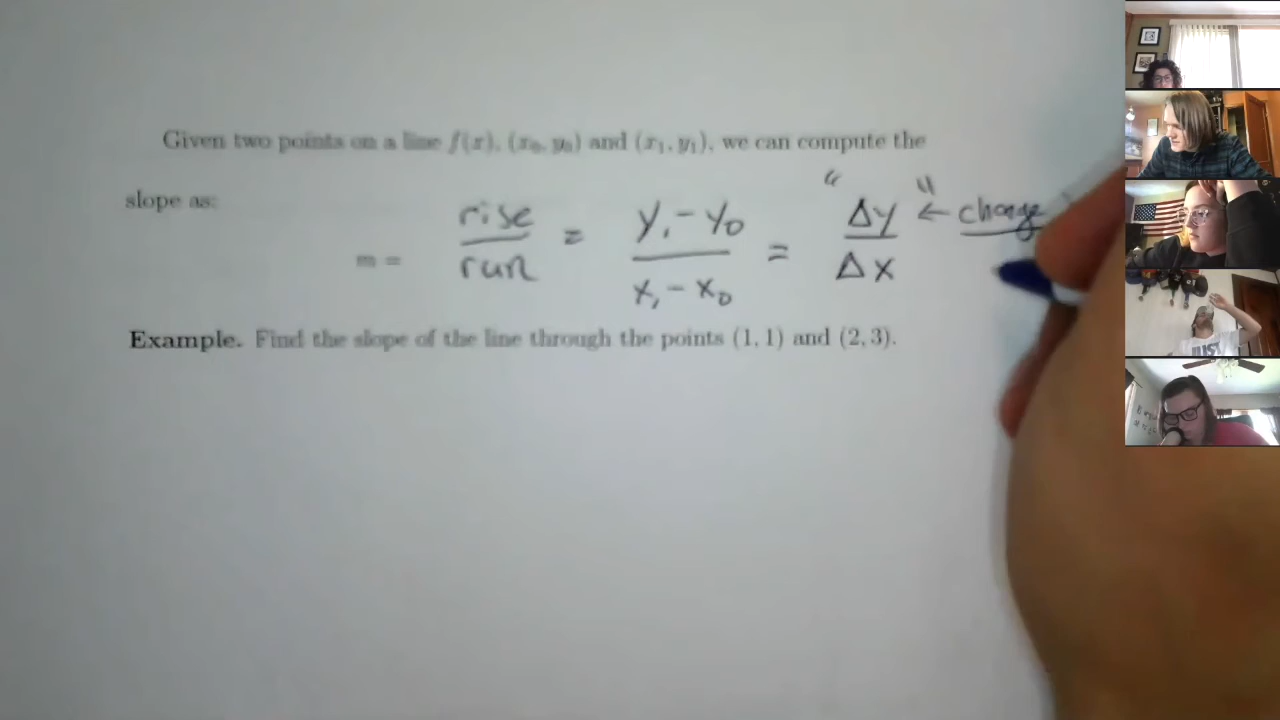 Given two points on a line f(x), (x₀, y₀) and (x₁, y₁), we can compute the
slope as:
m = rise/run = y₁ - y₀/x₁ - x₀ = "Δy/Δx" ← change
Example. Find the slope of the line through the points (1, 1) and (2, 3).
JUST